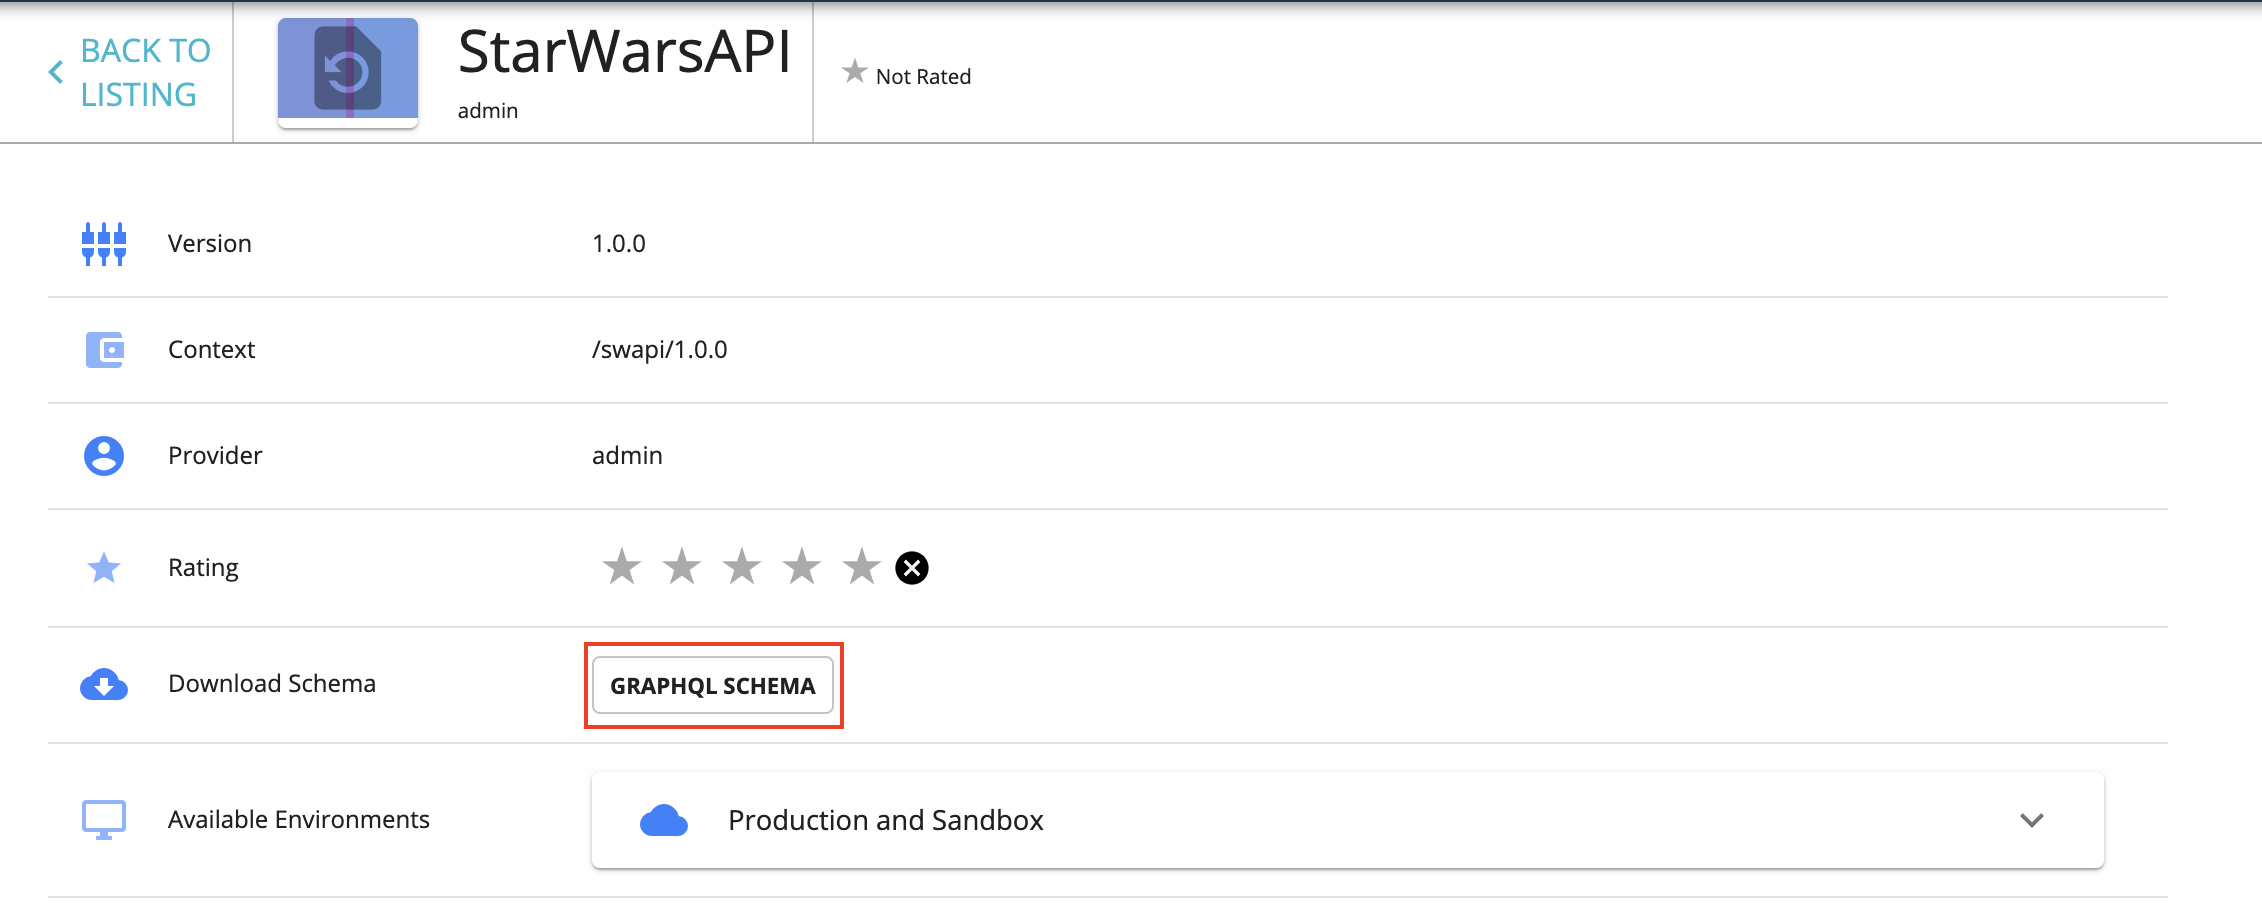 BACK TO
LISTING
StarWarsAPI
admin
Not Rated
Version 1.0.0
Context /swapi/1.0.0
Provider admin
Rating
Download Schema GRAPHQL SCHEMA
Available Environments Production and Sandbox